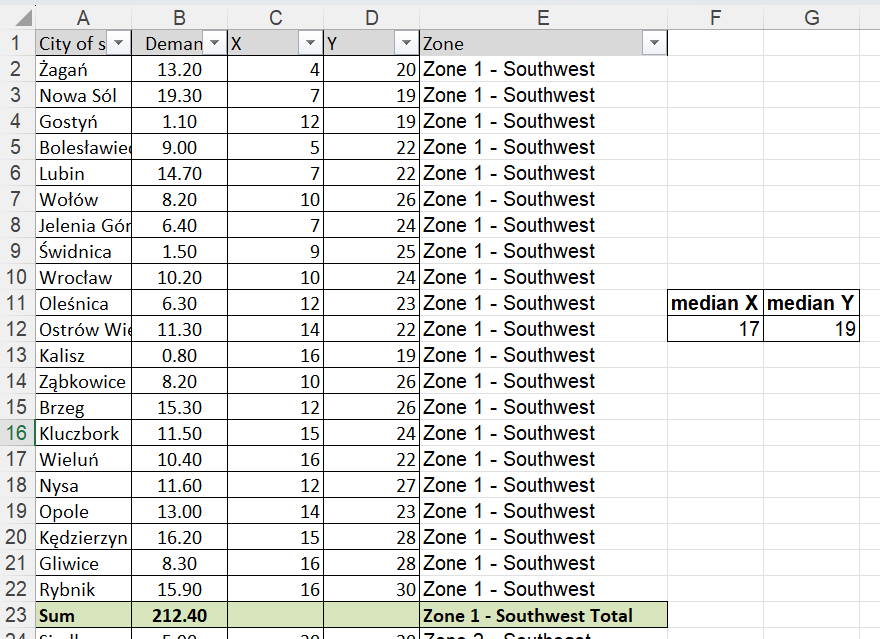 A B C D E F G
1 City of s Deman X Y Zone
2 Żagań 13.20 4 20 Zone 1 - Southwest
3 Nowa Sól 19.30 7 19 Zone 1 - Southwest
4 Gostyń 1.10 12 19 Zone 1 - Southwest
5 Bolesławiec 9.00 5 22 Zone 1 - Southwest
6 Lubin 14.70 7 22 Zone 1 - Southwest
7 Wołów 8.20 10 26 Zone 1 - Southwest
8 Jelenia Gór 6.40 7 24 Zone 1 - Southwest
9 Świdnica 1.50 9 25 Zone 1 - Southwest
10 Wrocław 10.20 10 24 Zone 1 - Southwest
11 Oleśnica 6.30 12 23 Zone 1 - Southwest median X median Y
12 Ostrów Wie 11.30 14 22 Zone 1 - Southwest 17 19
13 Kalisz 0.80 16 19 Zone 1 - Southwest
14 Ząbkowice 8.20 10 26 Zone 1 - Southwest
15 Brzeg 15.30 12 26 Zone 1 - Southwest
16 Kluczbork 11.50 15 24 Zone 1 - Southwest
17 Wieluń 10.40 16 22 Zone 1 - Southwest
18 Nysa 11.60 12 27 Zone 1 - Southwest
19 Opole 13.00 14 23 Zone 1 - Southwest
20 Kędzierzyn 16.20 15 28 Zone 1 - Southwest
21 Gliwice 8.30 16 28 Zone 1 - Southwest
22 Rybnik 15.90 16 30 Zone 1 - Southwest
23 Sum 212.40 Zone 1 - Southwest Total